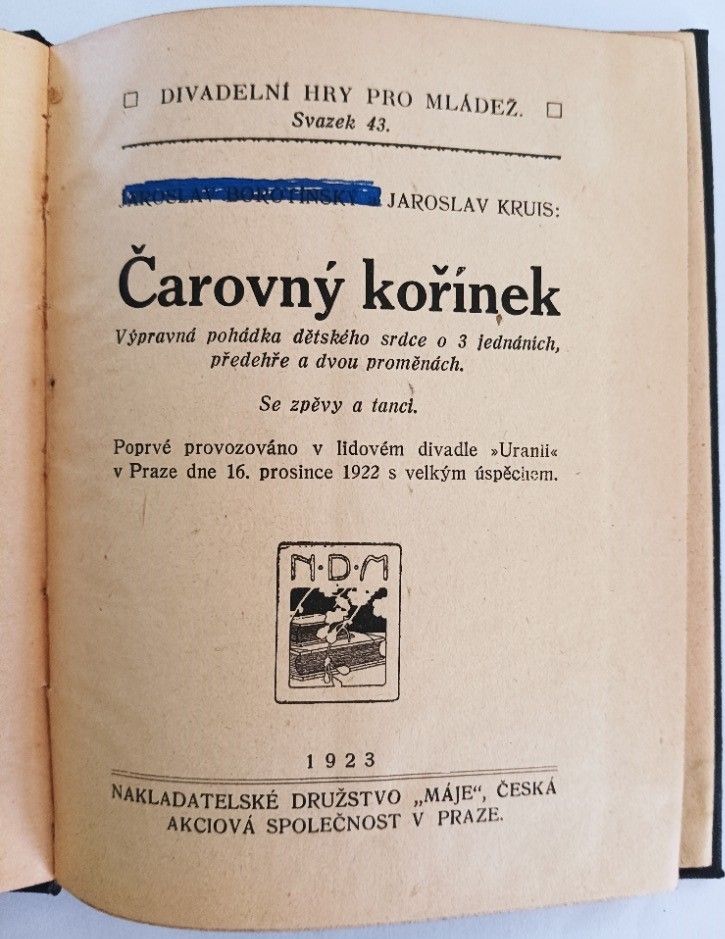 DIVADELNÍ HRY PRO MLÁDEŽ.
Svazek 43.
JAROSLAV BOROTÍNSKÝ a JAROSLAV KRUIS:
Čarovný kořínek
Výpravná pohádka dětského srdce o 3 jednáních,
předehře a dvou proměnách.
Se zpěvy a tanci.
Poprvé provozováno v lidovém divadle »Uranii«
v Praze dne 16. prosince 1922 s velkým úspěchem.
N·D·M
1923
NAKLADATELSKÉ DRUŽSTVO „MÁJE“, ČESKÁ
AKCIOVÁ SPOLEČNOST V PRAZE.